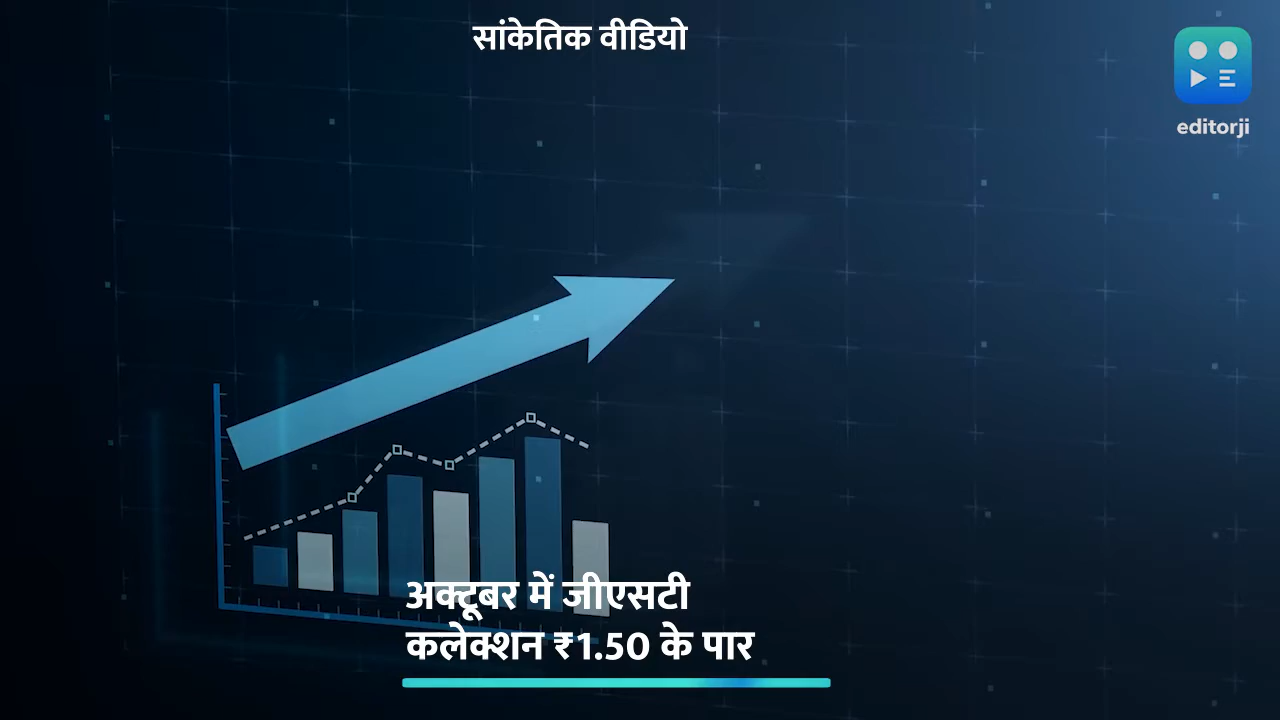 सांकेतिक वीडियो
editorji
अक्टूबर में जीएसटी
कलेक्शन ₹1.50 के पार